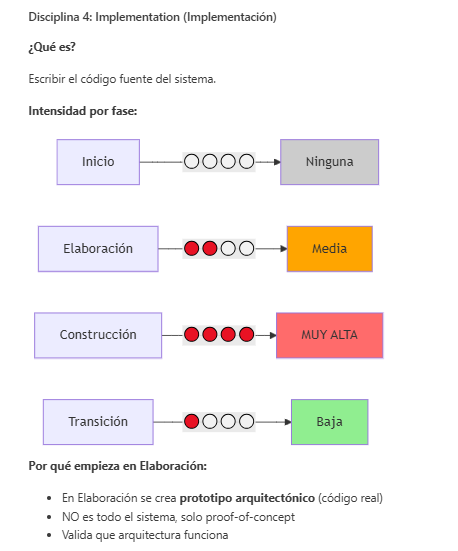 Disciplina 4: Implementation (Implementación)
¿Qué es?
Escribir el código fuente del sistema.
Intensidad por fase:
Inicio
Ninguna
Elaboración
Media
Construcción
MUY ALTA
Transición
Baja
Por qué empieza en Elaboración:
En Elaboración se crea prototipo arquitectónico (código real)
NO es todo el sistema, solo proof-of-concept
Valida que arquitectura funciona